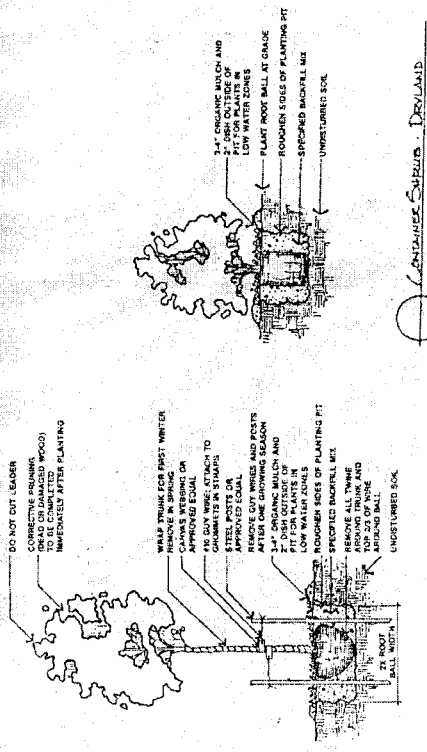 DO NOT CUT LEADER
CORRECTIVE PRUNING
(DEAD OR DAMAGED WOOD)
TO BE COMPLETED
IMMEDIATELY AFTER PLANTING
WRAP TRUNK FOR FIRST WINTER
REMOVE IN SPRING
CANVAS WEBBING OR
APPROVED EQUAL
#10 GUY WIRE; ATTACH TO
GROMMETS IN STRAPS
STEEL POSTS OR
APPROVED EQUAL
REMOVE GUY WIRES AND POSTS
AFTER ONE GROWING SEASON
3-4" ORGANIC MULCH AND
2" DISH OUTSIDE OF
PIT FOR PLANTS IN
LOW WATER ZONES
ROUGHEN SIDES OF PLANTING PIT
SPECIFIED BACKFILL MIX
REMOVE ALL TWINE
AROUND TRUNK AND
TOP 2/3 OF WIRE
AROUND BALL
UNDISTURBED SOIL
2X ROOT
BALL WIDTH
3-4" ORGANIC MULCH AND
2" DISH OUTSIDE OF
PIT FOR PLANTS IN
LOW WATER ZONES
PLANT ROOT BALL AT GRADE
ROUGHEN SIDES OF PLANTING PIT
SPECIFIED BACKFILL MIX
UNDISTURBED SOIL
CONTAINER SHRUB DRYLAND